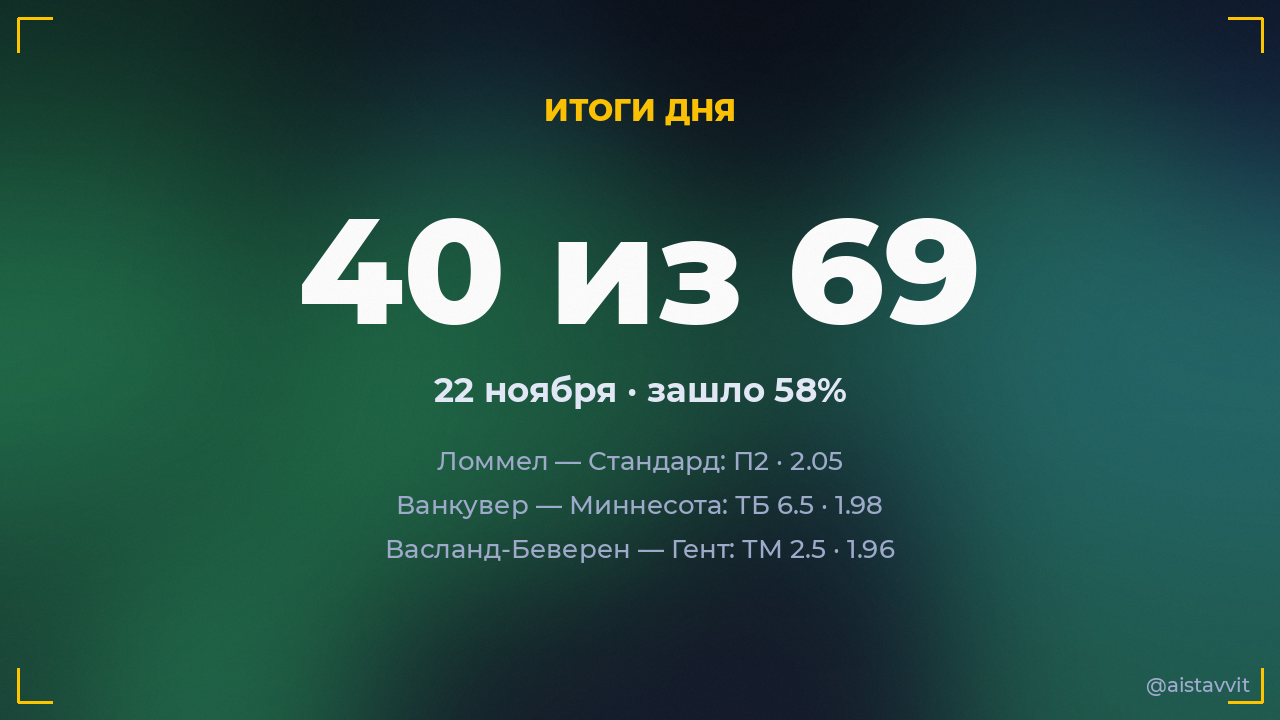 ИТОГИ ДНЯ
40 из 69
22 ноября · зашло 58%
Ломмел — Стандард: П2 · 2.05
Ванкувер — Миннесота: ТБ 6.5 · 1.98
Васланд-Беверен — Гент: ТМ 2.5 · 1.96
@aistavvit